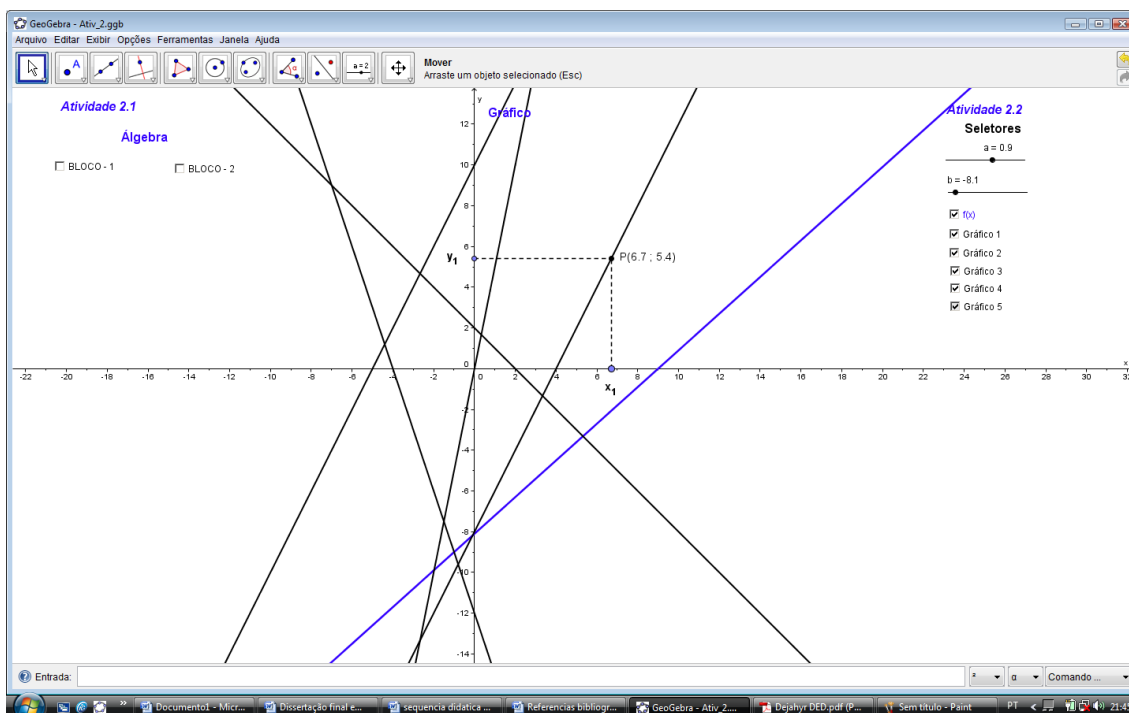 GeoGebra - Ativ_2.ggb
Arquivo Editar Exibir Opções Ferramentas Janela Ajuda
A
α
a = 2
Mover
Arraste um objeto selecionado (Esc)
Atividade 2.1
Álgebra
BLOCO - 1
BLOCO - 2
Gráfico
Atividade 2.2
Seletores
a = 0.9
b = -8.1
f(x)
Gráfico 1
Gráfico 2
Gráfico 3
Gráfico 4
Gráfico 5
y
12
10
8
6
4
2
y1
P(6.7 ; 5.4)
x
-22 -20 -18 -16 -14 -12 -10 -8 -6 -4 -2 0 0 2 4 6 8 10 12 14 16 18 20 22 24 26 28 30 32
x1
-2
-4
-6
-8
-10
-12
-14
Entrada:
²
α
Comando ...
Documento1 - Micr...
Dissertação final e...
sequencia didatica ...
Referencias bibliogr...
GeoGebra - Ativ_2....
Dejahyr DED.pdf (P...
Sem título - Paint
PT